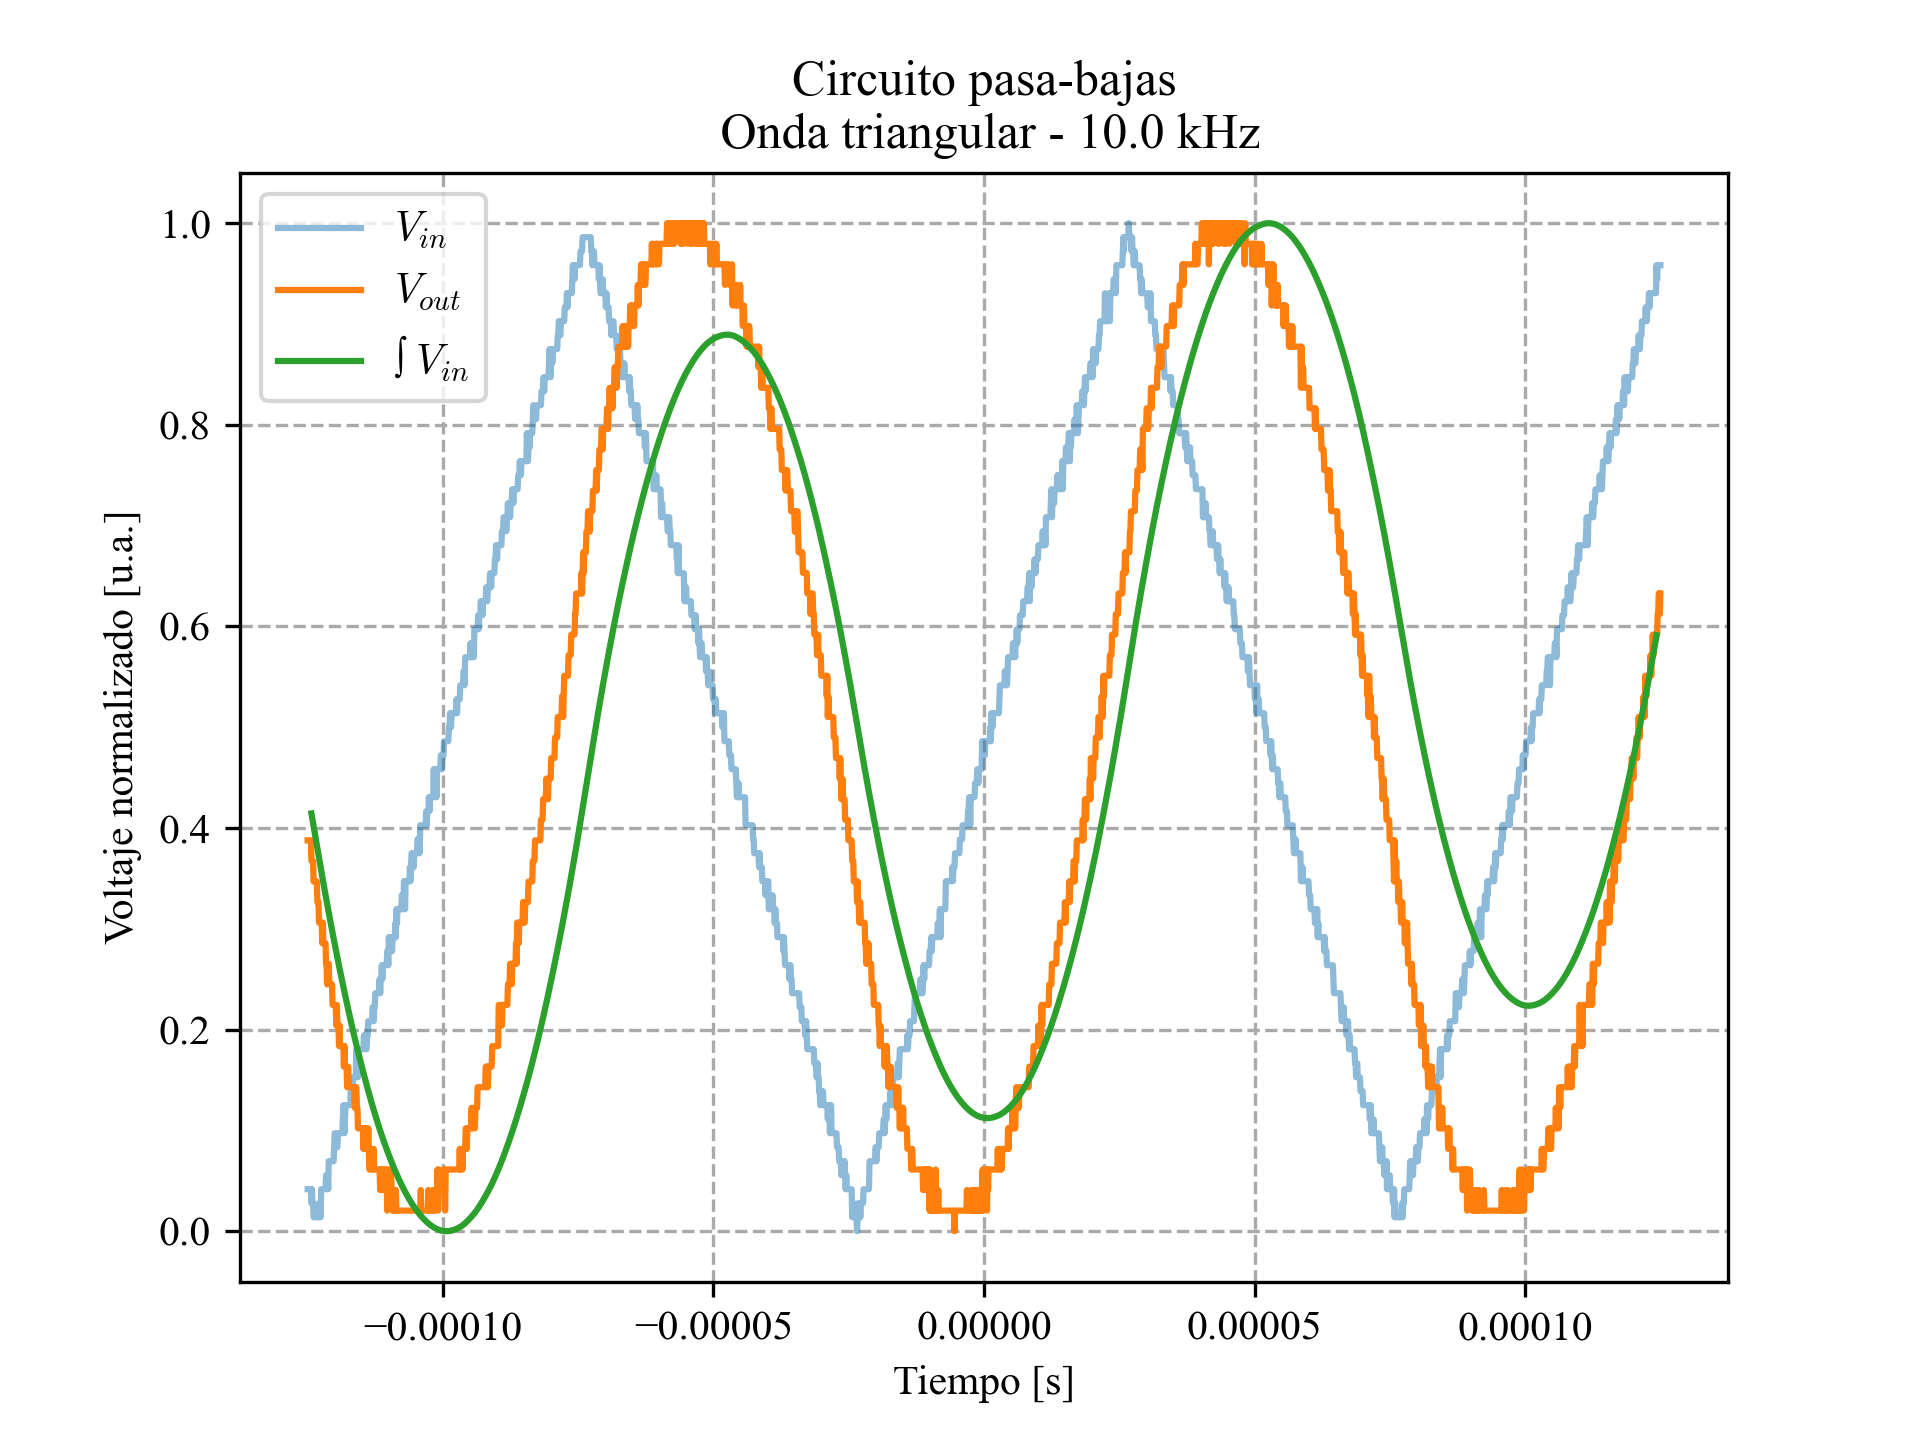 Circuito pasa-bajas
Onda triangular - 10.0 kHz
V_in
V_out
∫ V_in
1.0
0.8
0.6
0.4
0.2
0.0
Voltaje normalizado [u.a.]
−0.00010 −0.00005 0.00000 0.00005 0.00010
Tiempo [s]